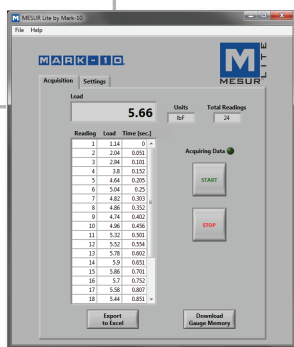 MESUR Lite by Mark-10
File Help
MARK-10
M
MESUR
LITE
Acquisition Settings
Load
5.66
Units
lbF
Total Readings
24
Reading Load Time (sec.)
1 1.14 0
2 2.04 0.051
3 2.94 0.101
4 3.8 0.152
5 4.64 0.205
6 5.04 0.25
7 4.82 0.303
8 4.86 0.352
9 4.74 0.402
10 4.96 0.456
11 5.32 0.501
12 5.52 0.554
13 5.78 0.602
14 5.9 0.651
15 5.86 0.701
16 5.7 0.752
17 5.58 0.807
18 5.44 0.851
Acquiring Data
START
STOP
Export
to Excel
Download
Gauge Memory